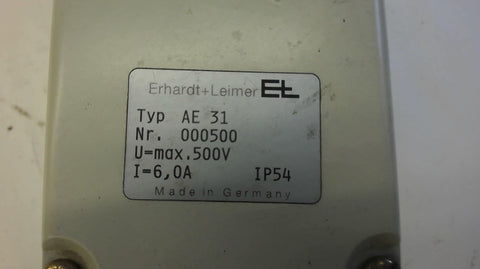 Erhardt+Leimer EL
Typ AE 31
Nr. 000500
U=max.500V
I=6,0A IP54
Made in Germany